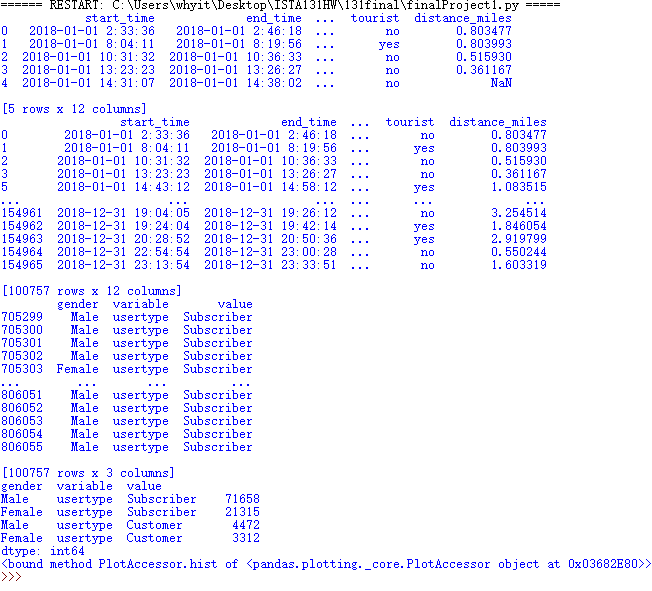 ====== RESTART: C:\Users\whyit\Desktop\ISTA131HW\131final\finalProject1.py =====
           start_time             end_time  ...  tourist  distance_miles
0  2018-01-01 2:33:36   2018-01-01 2:46:18  ...       no        0.803477
1  2018-01-01 8:04:11   2018-01-01 8:19:56  ...      yes        0.803993
2 2018-01-01 10:31:32  2018-01-01 10:36:33  ...       no        0.515930
3 2018-01-01 13:23:23  2018-01-01 13:26:27  ...       no        0.361167
4 2018-01-01 14:31:07  2018-01-01 14:38:02  ...       no             NaN
[5 rows x 12 columns]
                 start_time             end_time  ...  tourist  distance_miles
0        2018-01-01 2:33:36   2018-01-01 2:46:18  ...       no        0.803477
1        2018-01-01 8:04:11   2018-01-01 8:19:56  ...      yes        0.803993
2       2018-01-01 10:31:32  2018-01-01 10:36:33  ...       no        0.515930
3       2018-01-01 13:23:23  2018-01-01 13:26:27  ...       no        0.361167
5       2018-01-01 14:43:12  2018-01-01 14:58:12  ...      yes        1.083515
...                     ...                  ...  ...      ...             ...
154961  2018-12-31 19:04:05  2018-12-31 19:26:12  ...       no        3.254514
154962  2018-12-31 19:24:04  2018-12-31 19:42:14  ...      yes        1.846054
154963  2018-12-31 20:28:52  2018-12-31 20:50:36  ...      yes        2.919799
154964  2018-12-31 22:54:54  2018-12-31 23:00:28  ...       no        0.550244
154965  2018-12-31 23:13:54  2018-12-31 23:33:51  ...       no        1.603319
[100757 rows x 12 columns]
        gender  variable       value
705299    Male  usertype  Subscriber
705300    Male  usertype  Subscriber
705301    Male  usertype  Subscriber
705302    Male  usertype  Subscriber
705303  Female  usertype  Subscriber
...        ...       ...         ...
806051    Male  usertype  Subscriber
806052    Male  usertype  Subscriber
806053    Male  usertype  Subscriber
806054    Male  usertype  Subscriber
806055    Male  usertype  Subscriber
[100757 rows x 3 columns]
gender  variable  value
Male    usertype  Subscriber    71658
Female  usertype  Subscriber    21315
Male    usertype  Customer       4472
Female  usertype  Customer       3312
dtype: int64
<bound method PlotAccessor.hist of <pandas.plotting._core.PlotAccessor object at 0x03682E80>>
>>>